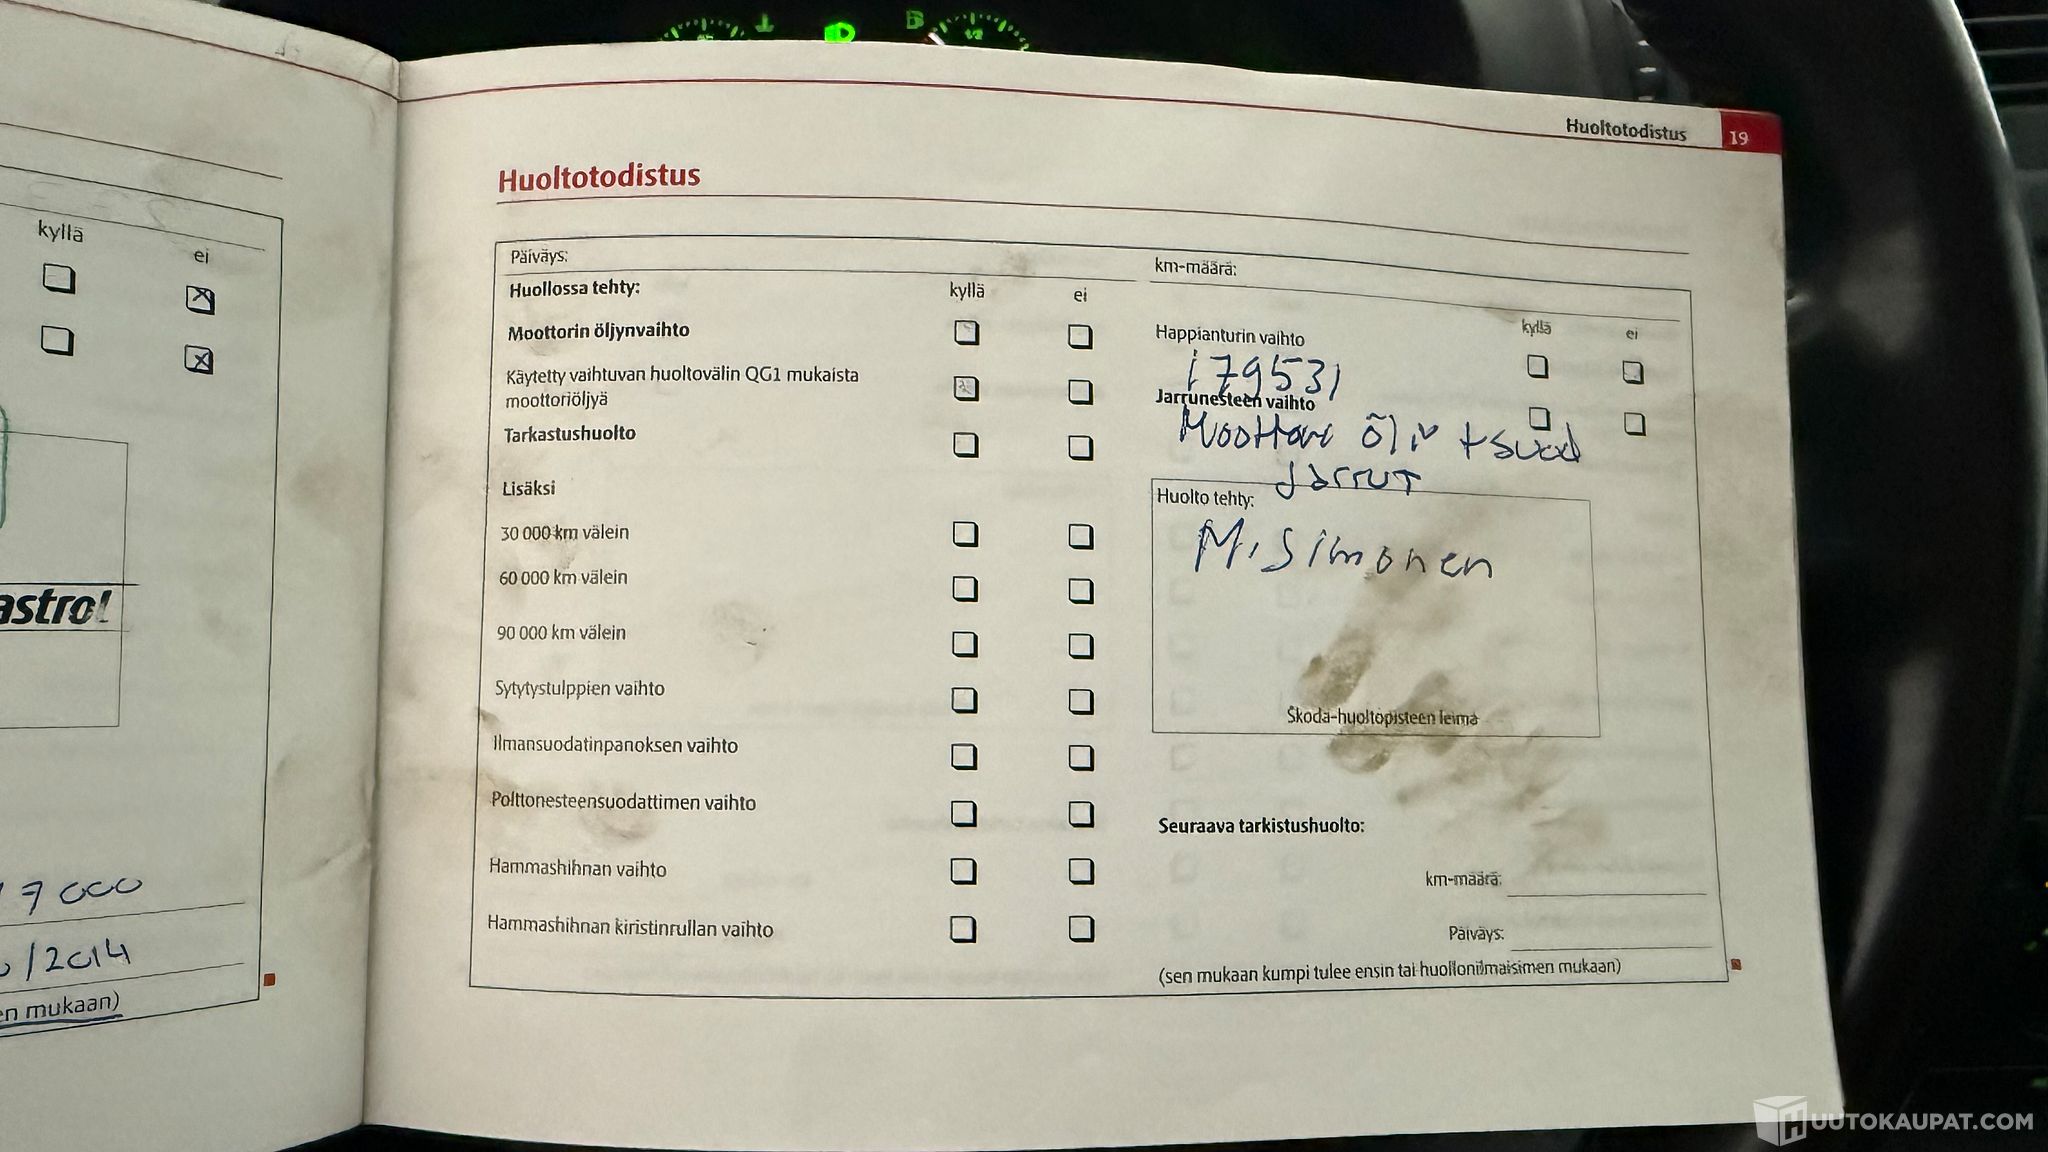 kyllä
ei
astrol
7 000
/2014
en mukaan)
Huoltotodistus 19
Huoltotodistus
Päiväys:
Huollossa tehty: kyllä ei
Moottorin öljynvaihto
Käytetty vaihtuvan huoltovälin QG1 mukaista
moottoriöljyä
Tarkastushuolto
Lisäksi
30 000 km välein
60 000 km välein
90 000 km välein
Sytytystulppien vaihto
Ilmansuodatinpanoksen vaihto
Polttonesteensuodattimen vaihto
Hammashihnan vaihto
Hammashihnan kiristinrullan vaihto
km-määrä:
kyllä ei
Happianturin vaihto
179531
Jarrunesteen vaihto
Moottori öljy + suod
Jarrut
Huolto tehty:
M. Simonen
Škoda-huoltopisteen leima
Seuraava tarkistushuolto:
km-määrä:
Päiväys:
(sen mukaan kumpi tulee ensin tai huollonilmaisimen mukaan)
HUUTOKAUPAT.COM